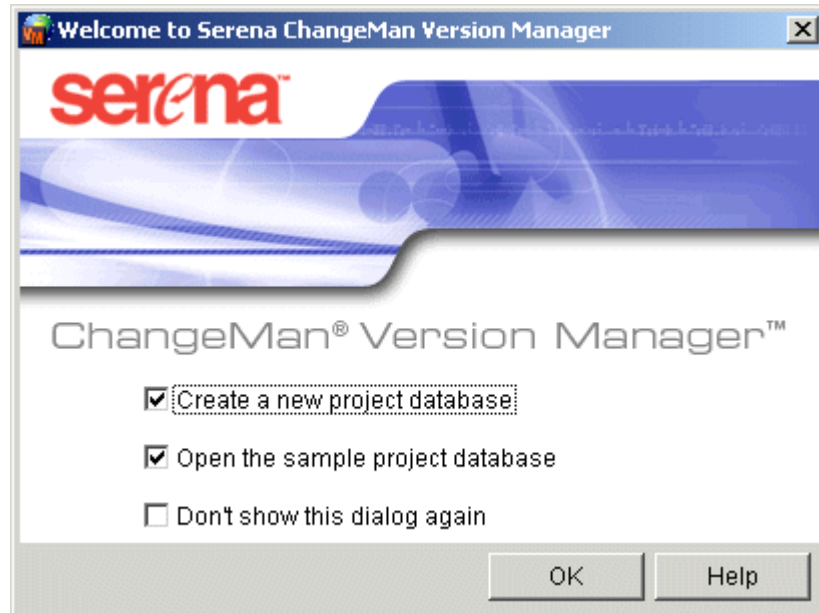 Welcome to Serena ChangeMan Version Manager
serena™
ChangeMan® Version Manager™
Create a new project database
Open the sample project database
Don't show this dialog again
OK
Help